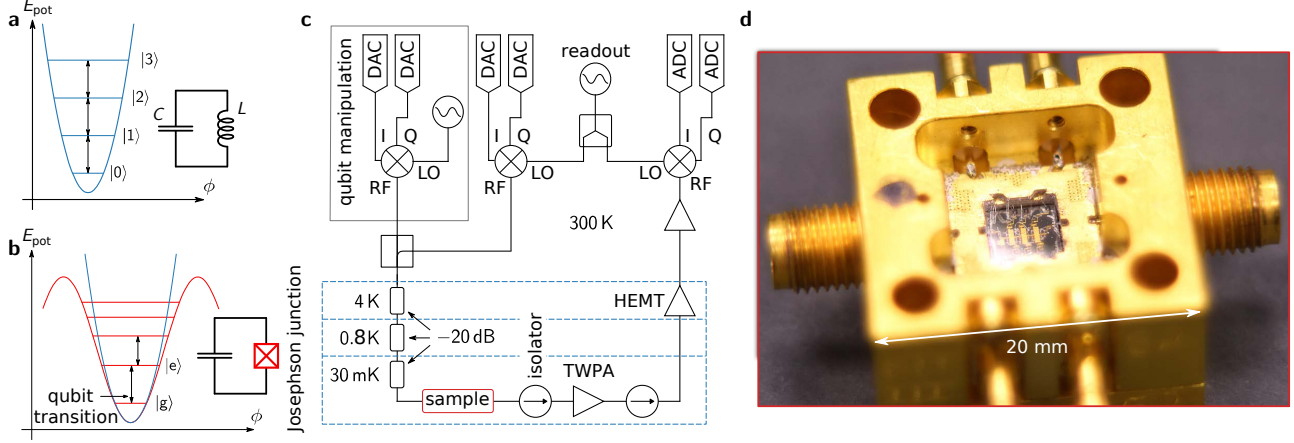 a
E_pot
|3⟩
|2⟩
|1⟩
|0⟩
C
L
ϕ
b
E_pot
|e⟩
|g⟩
qubit
transition
ϕ
Josephson junction
c
qubit manipulation
DAC
DAC
I
Q
RF
LO
DAC
DAC
I
Q
RF
LO
readout
ADC
ADC
I
Q
LO
RF
300 K
4 K
0.8K
30 mK
−20 dB
HEMT
sample
isolator
TWPA
d
20 mm